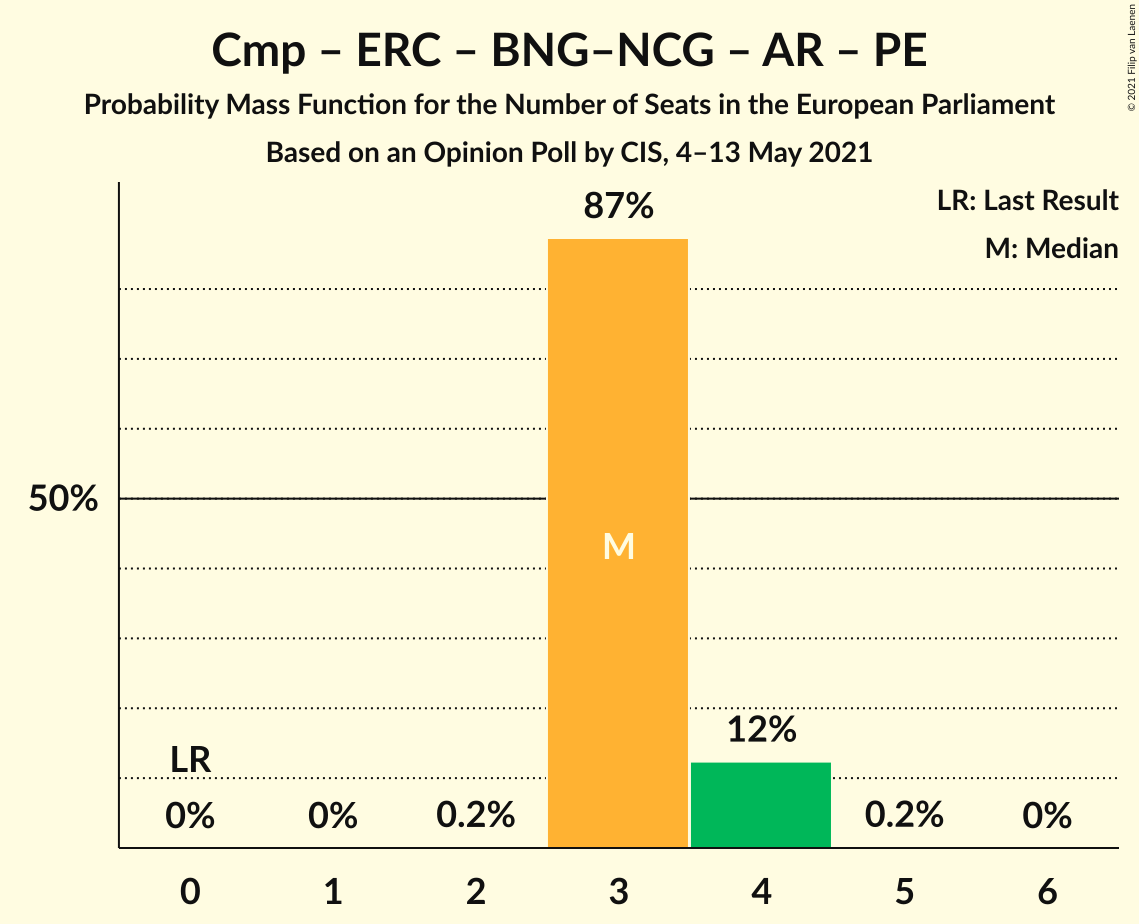 Cmp – ERC – BNG–NCG – AR – PE
Probability Mass Function for the Number of Seats in the European Parliament
Based on an Opinion Poll by CIS, 4–13 May 2021
© 2021 Filip van Laenen
LR: Last Result
M: Median
87%
50%
M
12%
LR
0% 0% 0.2% 0.2% 0%
0 1 2 3 4 5 6